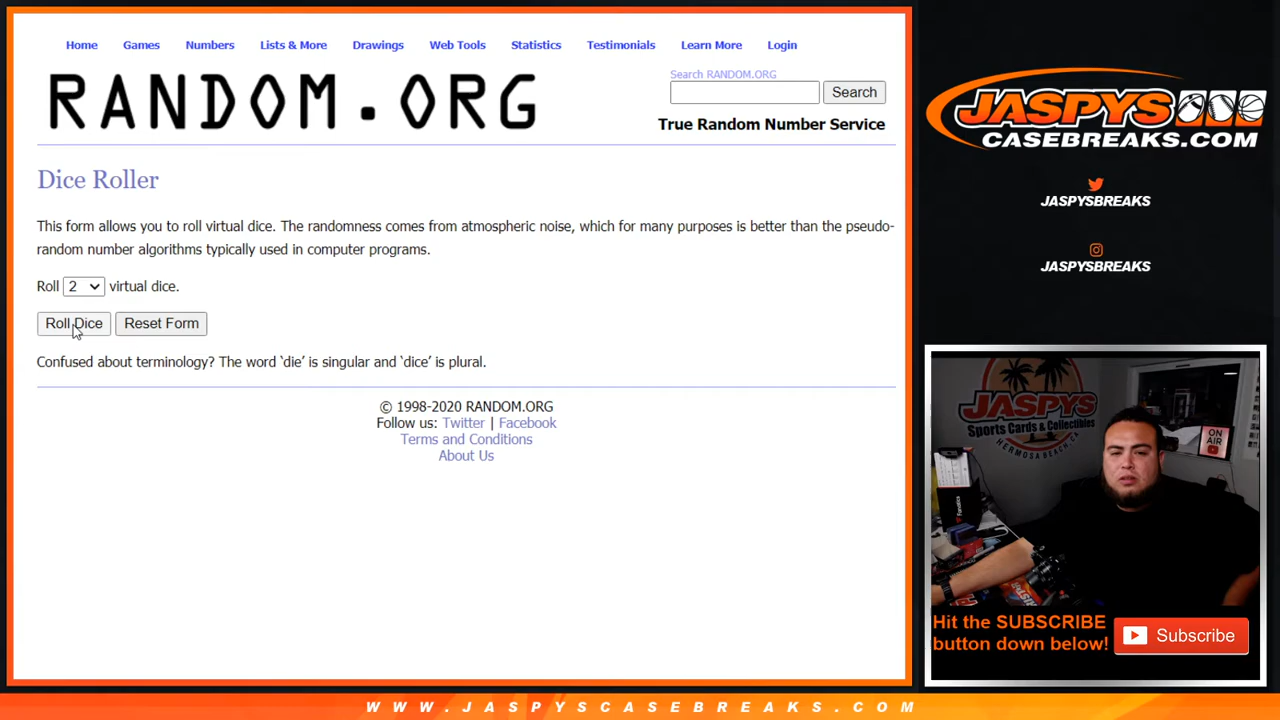 Home Games Numbers Lists & More Drawings Web Tools Statistics Testimonials Learn More Login
RANDOM.ORG
Search RANDOM.ORG
Search
True Random Number Service
Dice Roller
This form allows you to roll virtual dice. The randomness comes from atmospheric noise, which for many purposes is better than the pseudo-
random number algorithms typically used in computer programs.
Roll 2 virtual dice.
Roll Dice Reset Form
Confused about terminology? The word ‘die’ is singular and ‘dice’ is plural.
© 1998-2020 RANDOM.ORG
Follow us: Twitter | Facebook
Terms and Conditions
About Us
JASPYS
CASEBREAKS.COM
JASPYSBREAKS
JASPYSBREAKS
JASPYS
Sports Cards & Collectibles
HERMOSA BEACH, CA
ON AIR
Fanatics
Hit the SUBSCRIBE
button down below!
Subscribe
WWW.JASPYSCASEBREAKS.COM